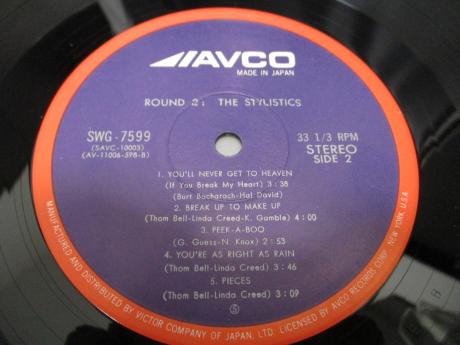 AVCO
MADE IN JAPAN
ROUND 2: THE STYLISTICS
SWG-7599
(SAVC-10003)
(AV-11006-598-B)
33 1/3 RPM
STEREO
SIDE 2
1. YOU'LL NEVER GET TO HEAVEN
(If You Break My Heart) 3:38
(Burt Bacharach-Hal David)
2. BREAK UP TO MAKE UP
(Thom Bell-Linda Creed-K. Gamble) 4:00
3. PEEK-A-BOO
(G. Guess-N. Knox) 2:53
4. YOU'RE AS RIGHT AS RAIN
(Thom Bell-Linda Creed) 3:46
5. PIECES
(Thom Bell-Linda Creed) 3:09
MANUFACTURED AND DISTRIBUTED BY VICTOR COMPANY OF JAPAN, LTD. LICENSED BY AVCO RECORDS CORP. NEW YORK, U.S.A.